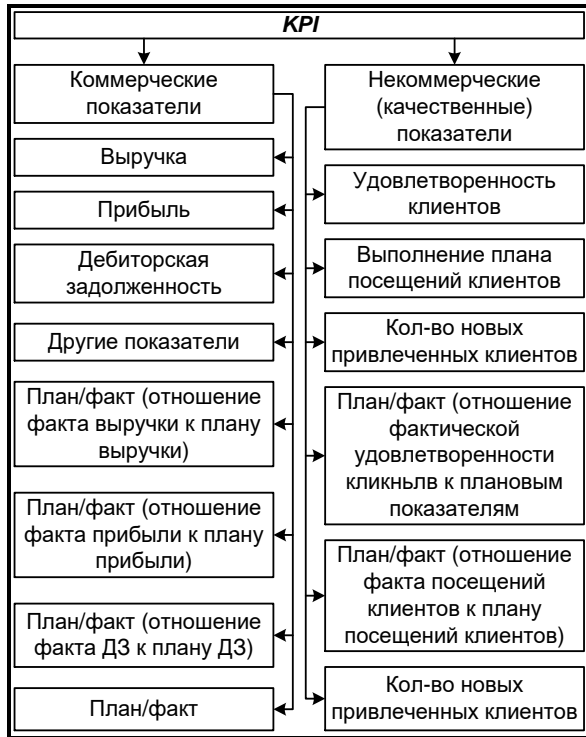 KPI
Коммерческие
показатели
Выручка
Прибыль
Дебиторская
задолженность
Другие показатели
План/факт (отношение
факта выручки к плану
выручки)
План/факт (отношение
факта прибыли к плану
прибыли)
План/факт (отношение
факта ДЗ к плану ДЗ)
План/факт
Некоммерческие
(качественные)
показатели
Удовлетворенность
клиентов
Выполнение плана
посещений клиентов
Кол-во новых
привлеченных клиентов
План/факт (отношение
фактической
удовлетворенности
кликньлв к плановым
показателям
План/факт (отношение
факта посещений
клиентов к плану
посещений клиентов)
Кол-во новых
привлеченных клиентов